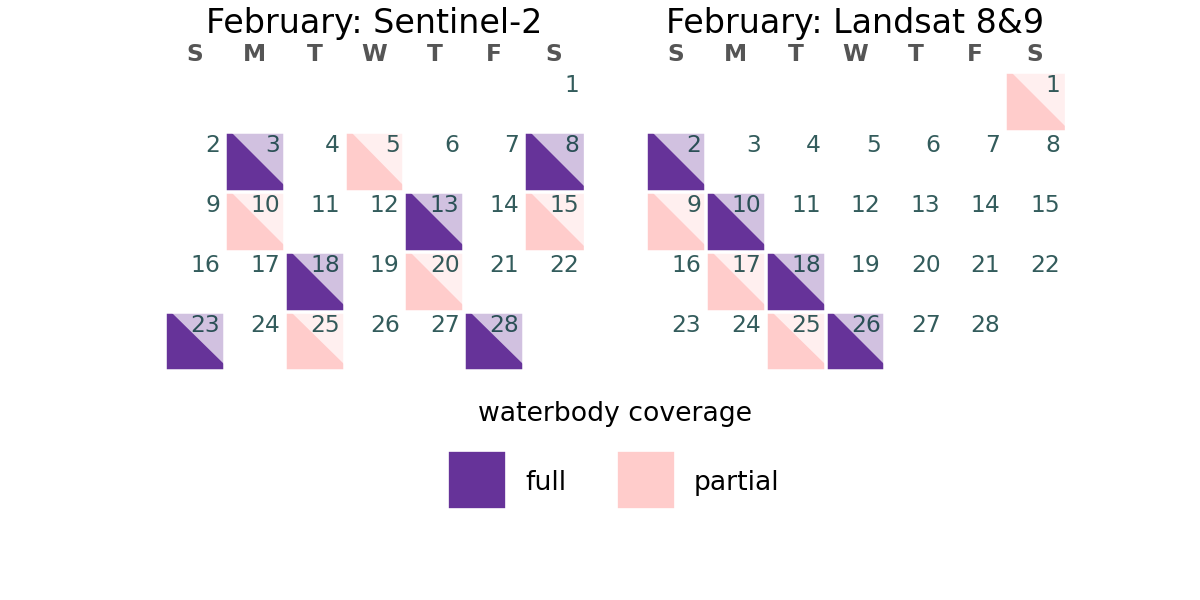 February: Sentinel-2
S M T W T F S
1
2 3 4 5 6 7 8
9 10 11 12 13 14 15
16 17 18 19 20 21 22
23 24 25 26 27 28
February: Landsat 8&9
S M T W T F S
1
2 3 4 5 6 7 8
9 10 11 12 13 14 15
16 17 18 19 20 21 22
23 24 25 26 27 28
waterbody coverage
full
partial